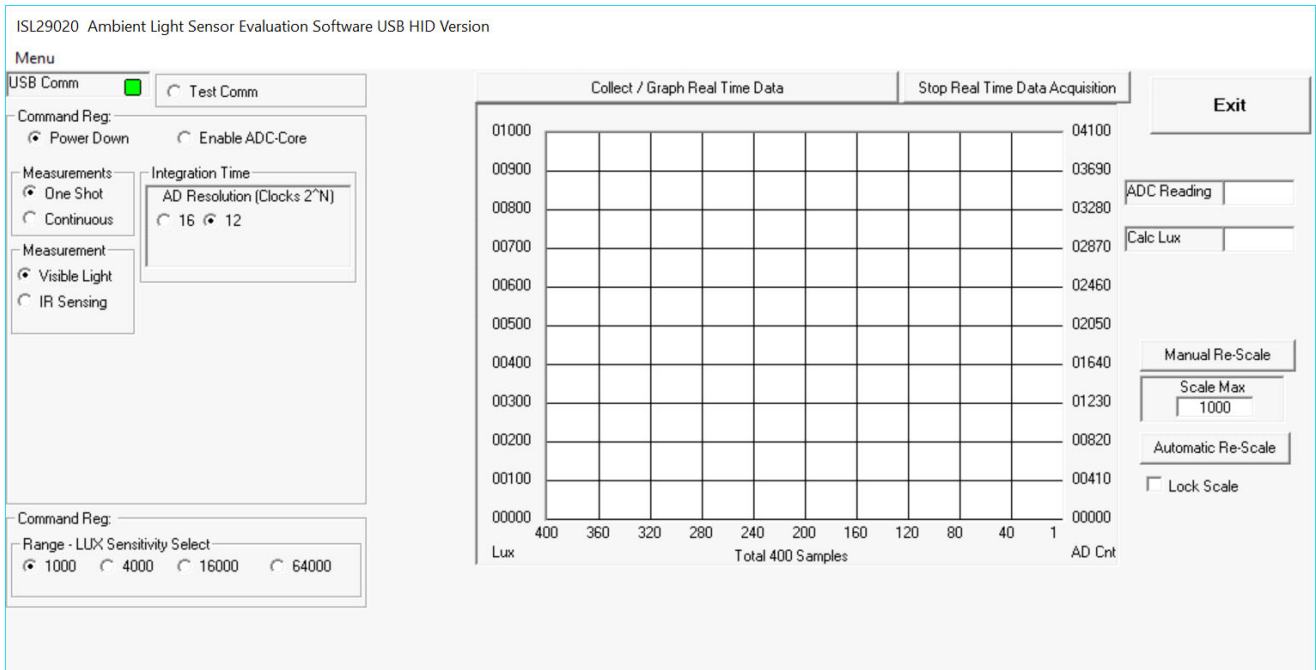 ISL29020 Ambient Light Sensor Evaluation Software USB HID Version
Menu
USB Comm
Test Comm
Command Reg:
Power Down
Enable ADC-Core
Measurements
One Shot
Continuous
Integration Time
AD Resolution (Clocks 2^N)
16 12
Measurement
Visible Light
IR Sensing
Command Reg:
Range - LUX Sensitivity Select
1000 4000 16000 64000
Collect / Graph Real Time Data
Stop Real Time Data Acquisition
01000 04100
00900 03690
00800 03280
00700 02870
00600 02460
00500 02050
00400 01640
00300 01230
00200 00820
00100 00410
00000 00000
400 360 320 280 240 200 160 120 80 40 1
Lux Total 400 Samples AD Cnt
Exit
ADC Reading
Calc Lux
Manual Re-Scale
Scale Max
1000
Automatic Re-Scale
Lock Scale